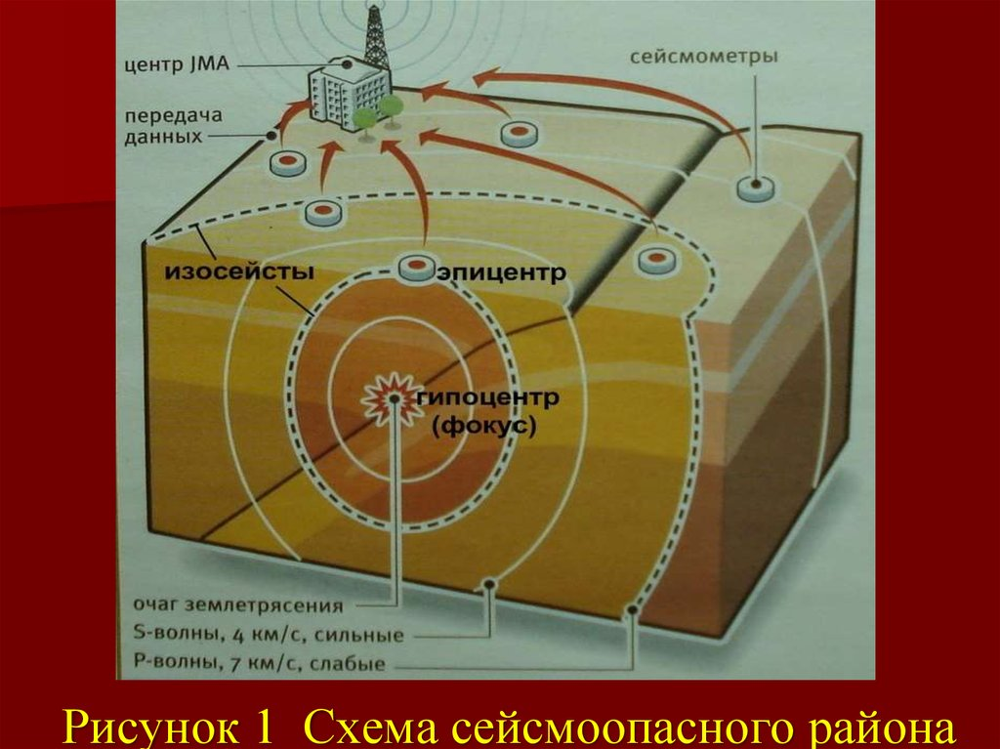 центр JMA
сейсмометры
передача
данных
изосейсты
эпицентр
гипоцентр
(фокус)
очаг землетрясения
S-волны, 4 км/с, сильные
P-волны, 7 км/с, слабые
Рисунок 1 Схема сейсмоопасного района